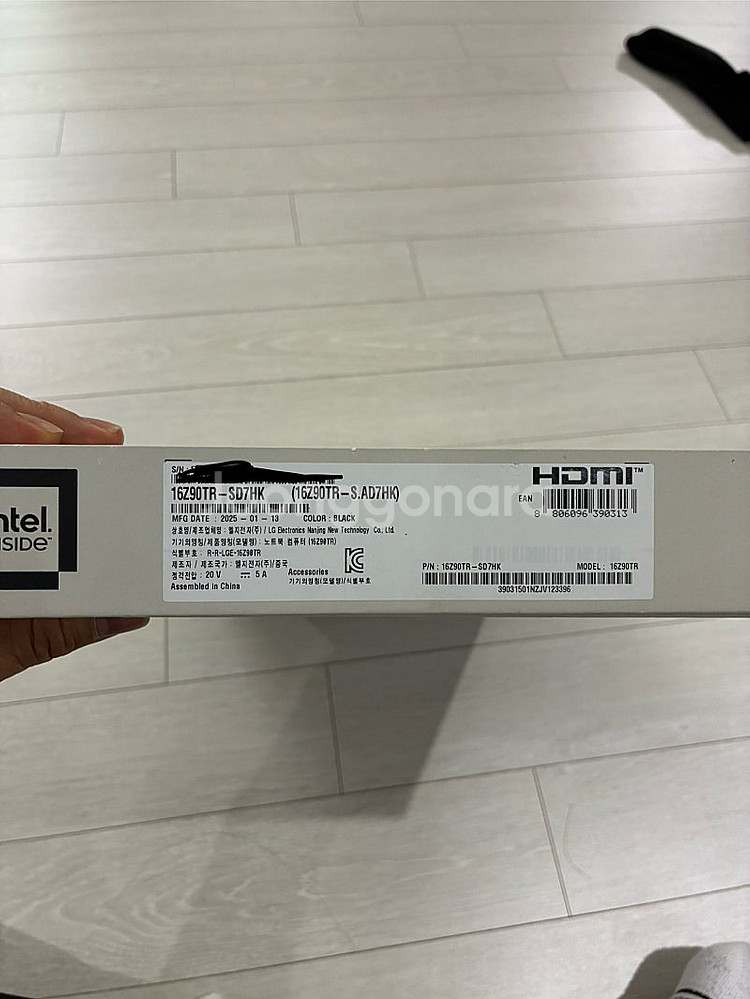 intel.
INSIDE™
S/N :
HDMI™
16Z90TR-SD7HK (16Z90TR-S.AD7HK)
EAN
8 806096 390313
MFG DATE : 2025 - 01 - 13 COLOR : BLACK
상호명/제조업체명 : 엘지전자(주) / LG Electronics Nanjing New Technology Co., Ltd.
기기의명칭/제품명칭(모델명) : 노트북 컴퓨터 (16Z90TR)
식별부호 : R-R-LGE-16Z90TR
제조자 / 제조국가 : 엘지전자(주)/중국
정격전압 : 20 V ⎓ 5 A
Accessories
기기의명칭(모델명)/식별부호
Assembled in China
P/N : 16Z90TR-SD7HK MODEL : 16Z90TR
39031501NZJV123396